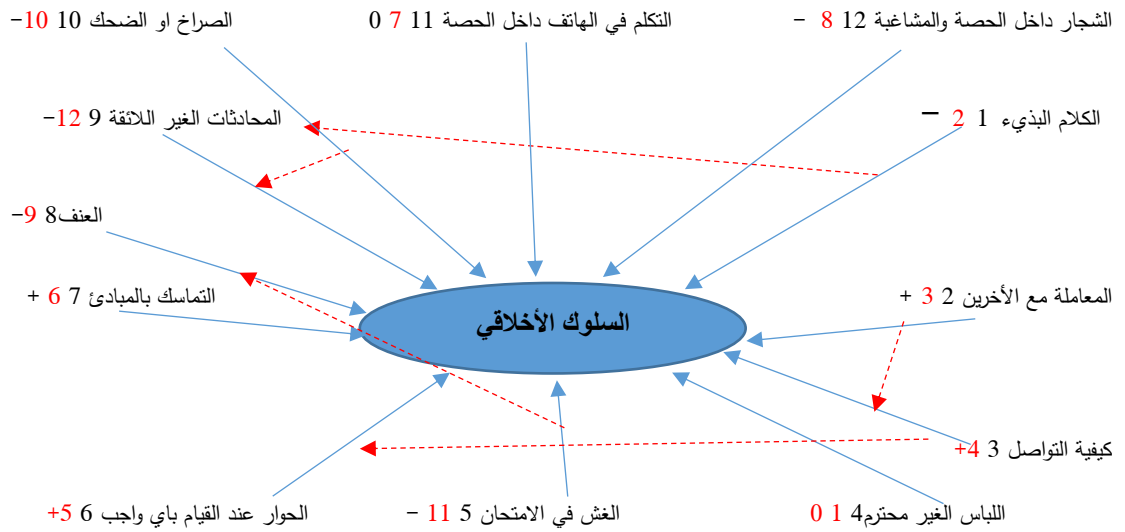 الشجار داخل الحصة والمشاغبة 12 8 -
التكلم في الهاتف داخل الحصة 11 7 0
الصراخ او الضحك 10 10-
الكلام البذيء 1 2 –
المحادثات الغير اللائقة 9 12-
العنف8 9-
المعاملة مع الأخرين 2 3 +
التماسك بالمبادئ 7 6 +
السلوك الأخلاقي
كيفية التواصل 3 4+
اللباس الغير محترم4 1 0
الغش في الامتحان 5 11 -
الحوار عند القيام باي واجب 6 5+